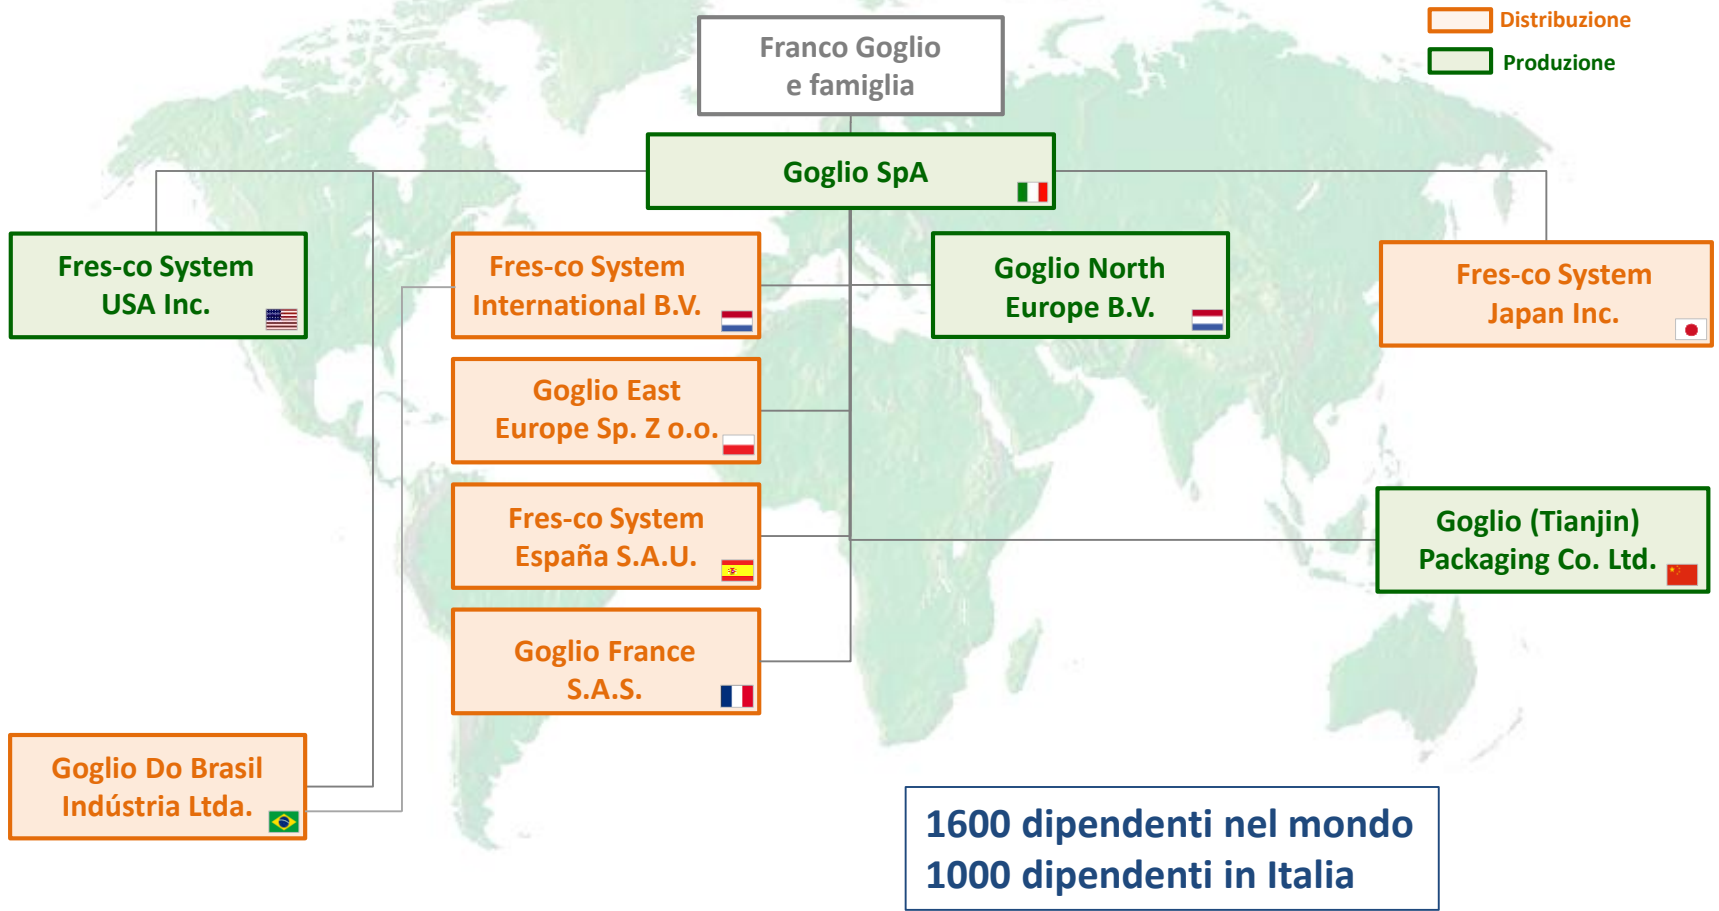 Distribuzione
Produzione
Franco Goglio
e famiglia
Goglio SpA
Fres-co System
USA Inc.
Fres-co System
International B.V.
Goglio North
Europe B.V.
Fres-co System
Japan Inc.
Goglio East
Europe Sp. Z o.o.
Fres-co System
España S.A.U.
Goglio (Tianjin)
Packaging Co. Ltd.
Goglio France
S.A.S.
Goglio Do Brasil
Indústria Ltda.
1600 dipendenti nel mondo
1000 dipendenti in Italia